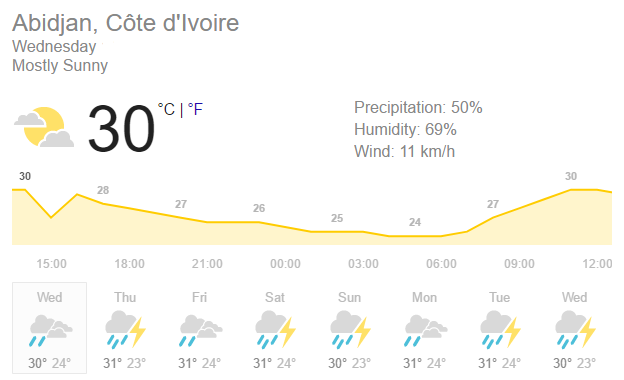 Abidjan, Côte d'Ivoire
Wednesday
Mostly Sunny
30 °C | °F
Precipitation: 50%
Humidity: 69%
Wind: 11 km/h
30 28 27 26 25 24 27 30
15:00 18:00 21:00 00:00 03:00 06:00 09:00 12:00
Wed Thu Fri Sat Sun Mon Tue Wed
30° 24° 31° 23° 31° 24° 31° 24° 30° 23° 31° 24° 31° 24° 30° 23°